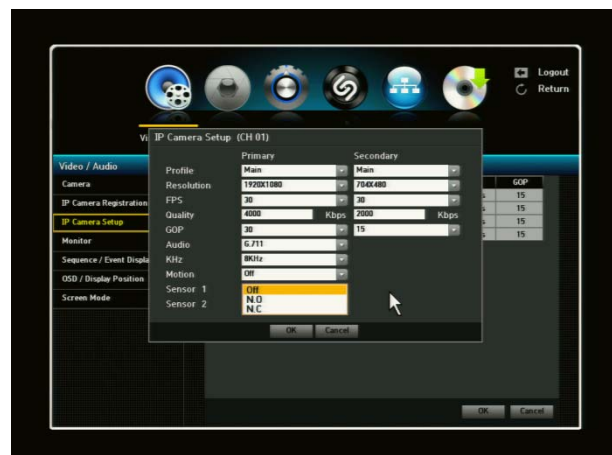 Logout
Return
Vi
IP Camera Setup (CH 01)
Primary Secondary
Video / Audio
Profile Main Main
Camera
GOP
Resolution 1920X1080 704X480
IP Camera Registration
FPS 30 30
s 15
Quality 4000 Kbps 2000 Kbps
s 15
IP Camera Setup
GOP 30 15
s 15
Monitor
Audio G.711
s 15
Sequence / Event Displa
KHz 8KHz
OSD / Display Position
Motion Off
Screen Mode
Sensor 1 Off
N.O
Sensor 2 N.C
OK Cancel
OK Cancel